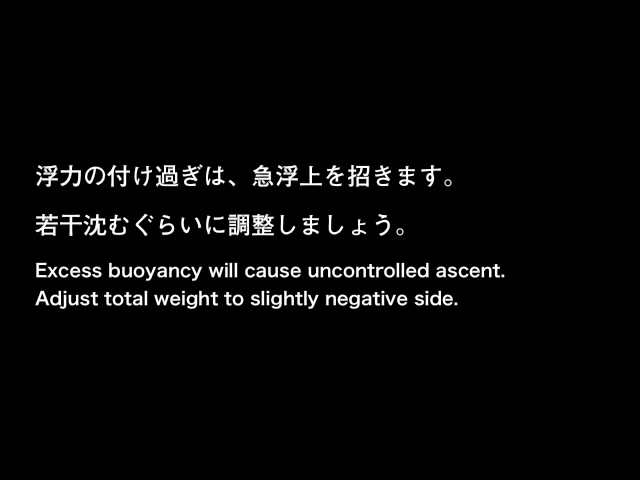 浮力の付け過ぎは、急浮上を招きます。
若干沈むぐらいに調整しましょう。
Excess buoyancy will cause uncontrolled ascent.
Adjust total weight to slightly negative side.